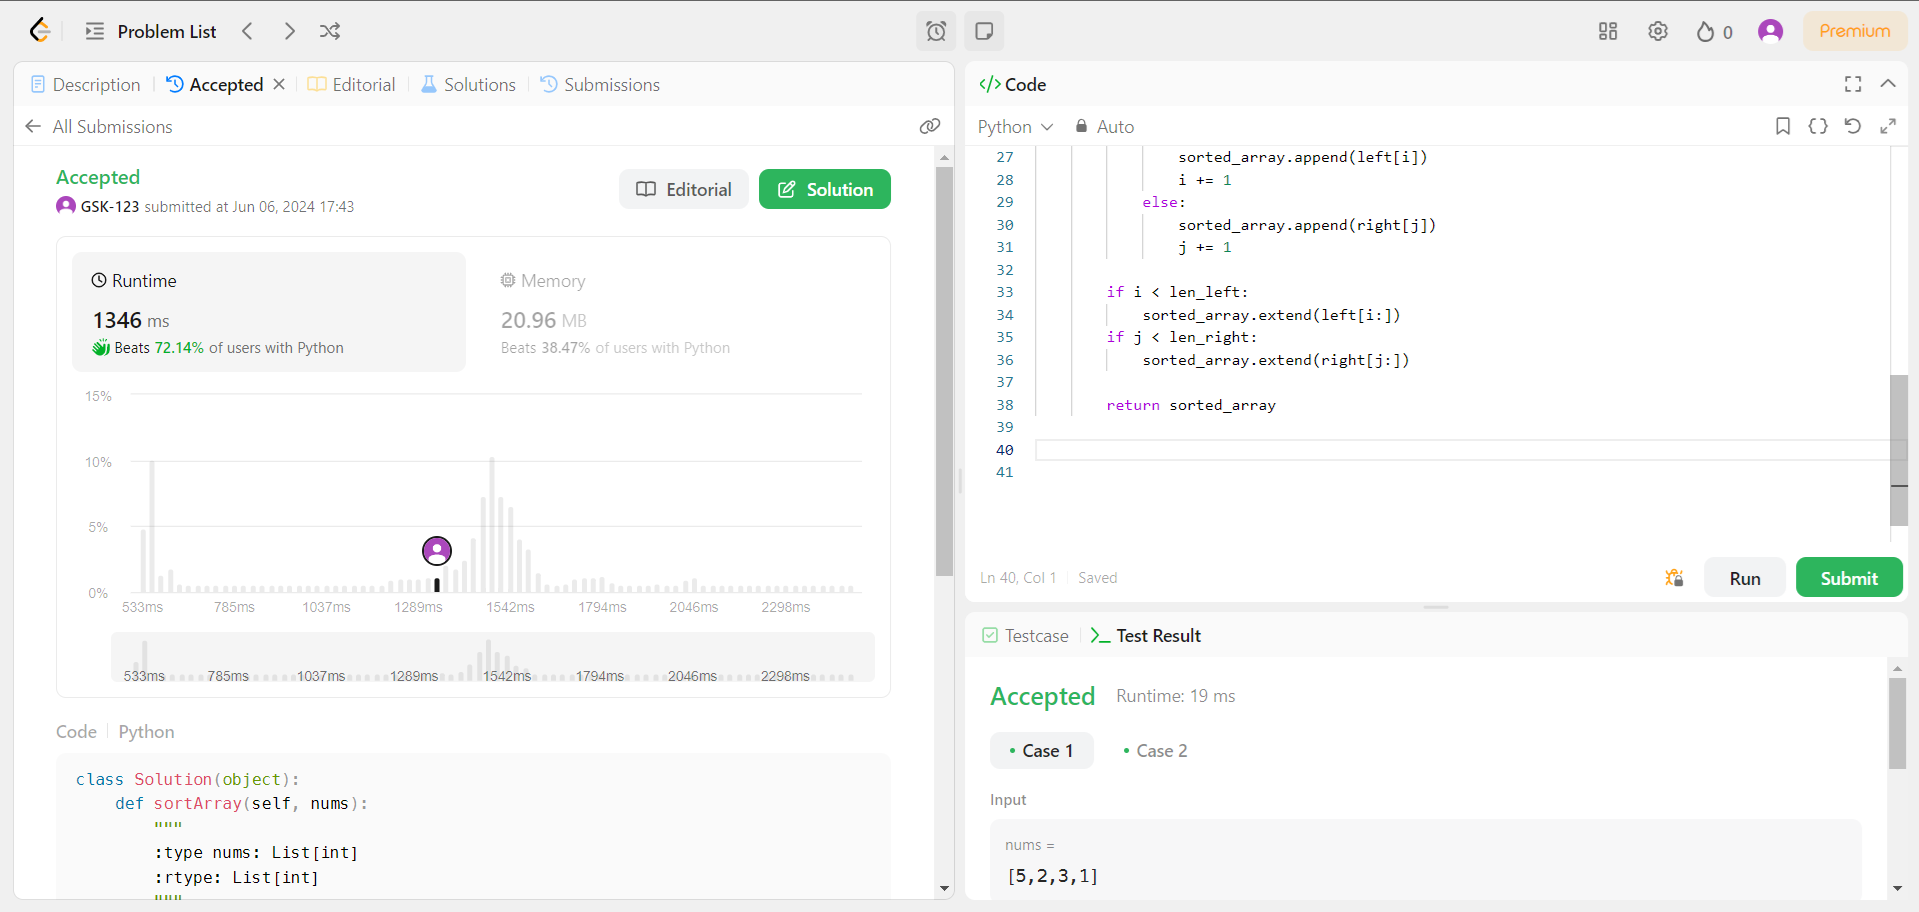 Problem List
0
Premium
Description
Accepted
Editorial
Solutions
Submissions
All Submissions
Accepted
GSK-123 submitted at Jun 06, 2024 17:43
Editorial
Solution
Runtime
1346 ms
Beats 72.14% of users with Python
Memory
20.96 MB
Beats 38.47% of users with Python
15%
10%
5%
0%
533ms 785ms 1037ms 1289ms 1542ms 1794ms 2046ms 2298ms
533ms 785ms 1037ms 1289ms 1542ms 1794ms 2046ms 2298ms
Code Python
class Solution(object):
def sortArray(self, nums):
"""
:type nums: List[int]
:rtype: List[int]
"""
</> Code
Python
Auto
27 sorted_array.append(left[i])
28 i += 1
29 else:
30 sorted_array.append(right[j])
31 j += 1
32
33 if i < len_left:
34 sorted_array.extend(left[i:])
35 if j < len_right:
36 sorted_array.extend(right[j:])
37
38 return sorted_array
39
40
41
Ln 40, Col 1 Saved
Run
Submit
Testcase
Test Result
Accepted Runtime: 19 ms
• Case 1
• Case 2
Input
nums =
[5,2,3,1]